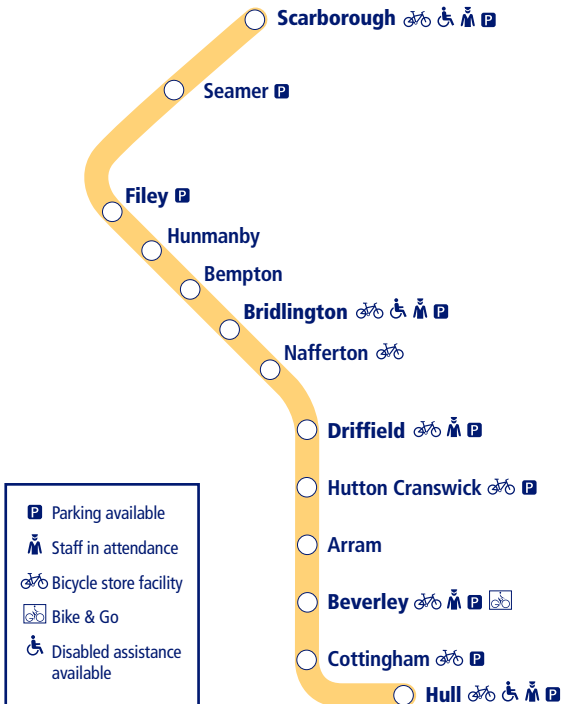 Scarborough P
Seamer P
Filey P
Hunmanby
Bempton
Bridlington P
Nafferton
Driffield P
Hutton Cranswick P
Arram
Beverley P
Cottingham P
Hull P
P Parking available
Staff in attendance
Bicycle store facility
Bike & Go
Disabled assistance
available